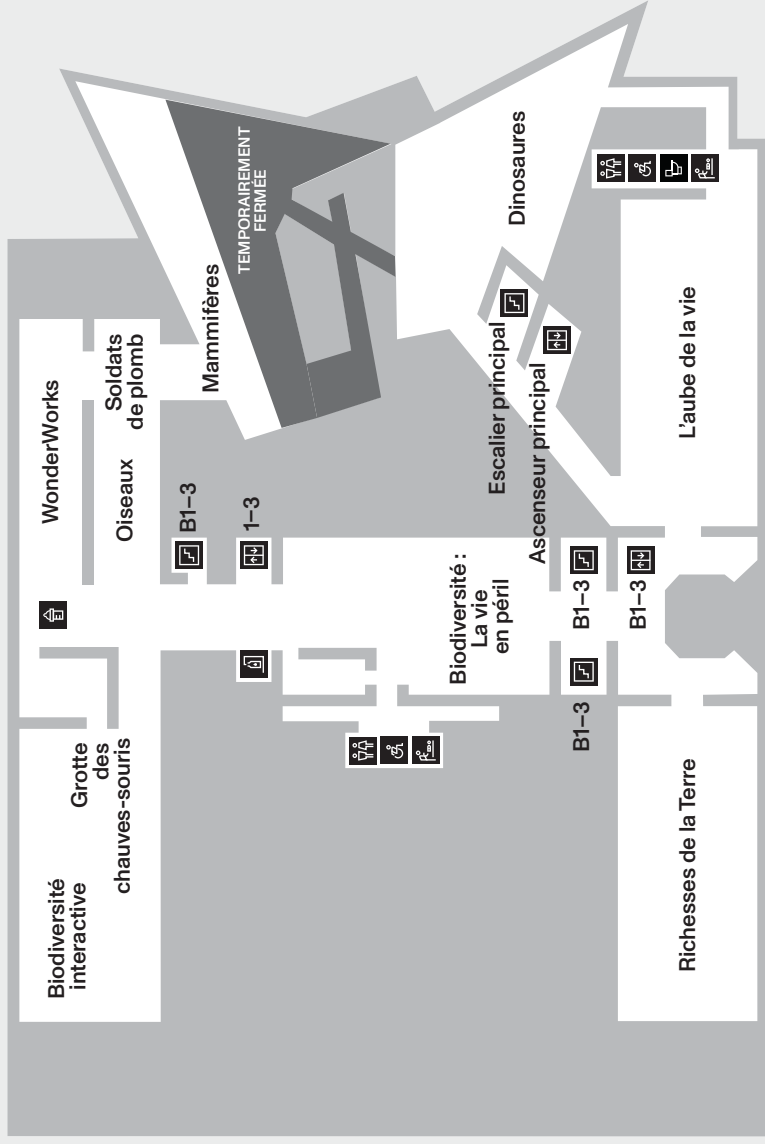 Biodiversité
interactive
Grotte
des
chauves-souris
WonderWorks
Oiseaux
Soldats
de plomb
Mammifères
TEMPORAIREMENT
FERMÉE
B1–3
1–3
Biodiversité :
La vie
en péril
Escalier principal
Ascenseur principal
Dinosaures
B1–3
B1–3
B1–3
Richesses de la Terre
L'aube de la vie